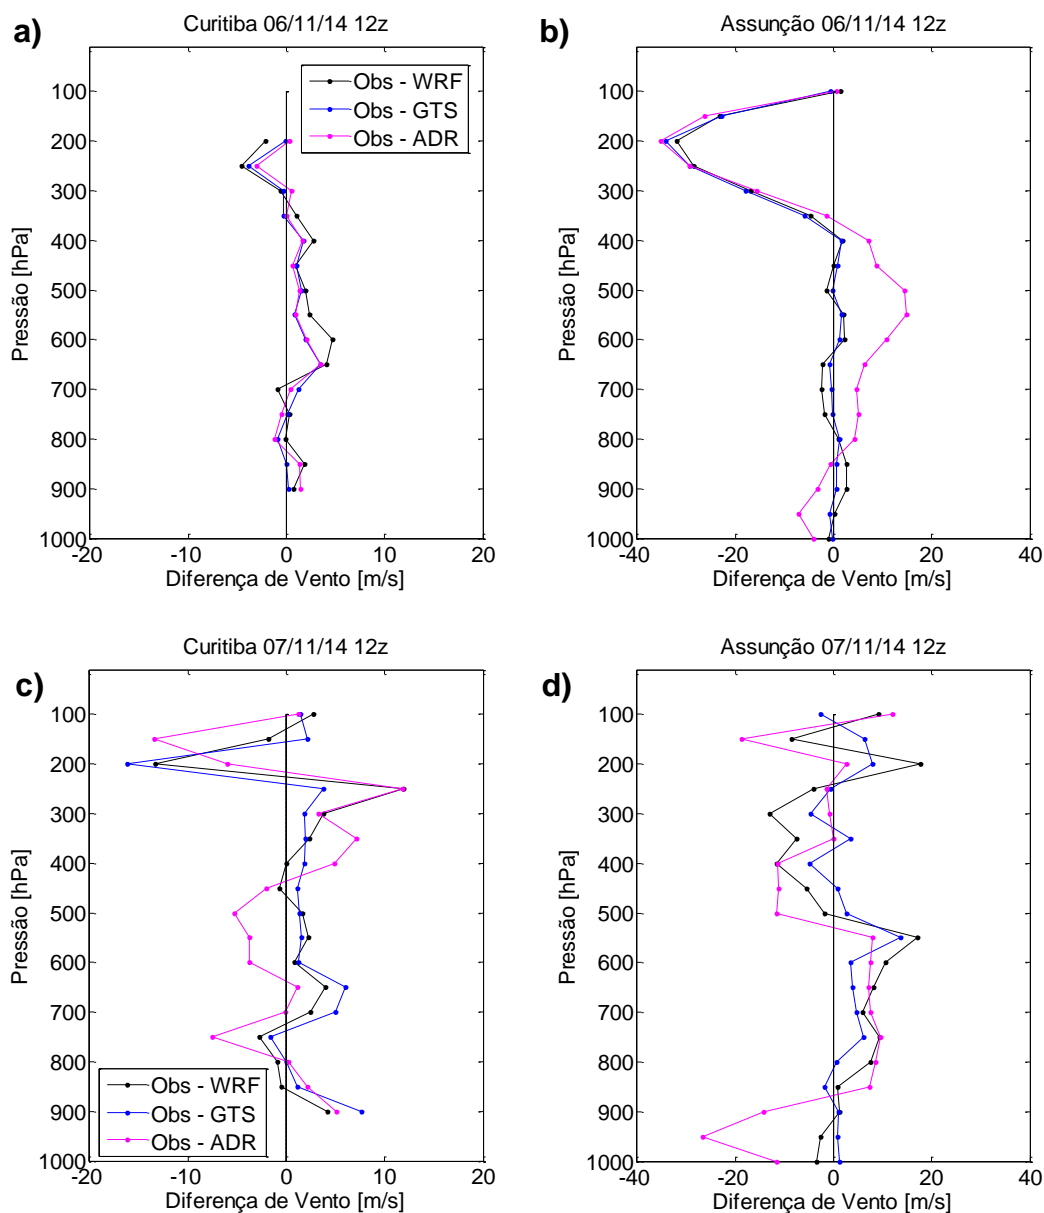 a)
Curitiba 06/11/14 12z
Obs - WRF
Obs - GTS
Obs - ADR
100
200
300
400
500
600
700
800
900
1000
-20
-10
0
10
20
Pressão [hPa]
Diferença de Vento [m/s]
b)
Assunção 06/11/14 12z
100
200
300
400
500
600
700
800
900
1000
-40
-20
0
20
40
Pressão [hPa]
Diferença de Vento [m/s]
c)
Curitiba 07/11/14 12z
100
200
300
400
500
600
700
800
900
1000
Obs - WRF
Obs - GTS
Obs - ADR
-20
-10
0
10
20
Pressão [hPa]
Diferença de Vento [m/s]
d)
Assunção 07/11/14 12z
100
200
300
400
500
600
700
800
900
1000
-40
-20
0
20
40
Pressão [hPa]
Diferença de Vento [m/s]